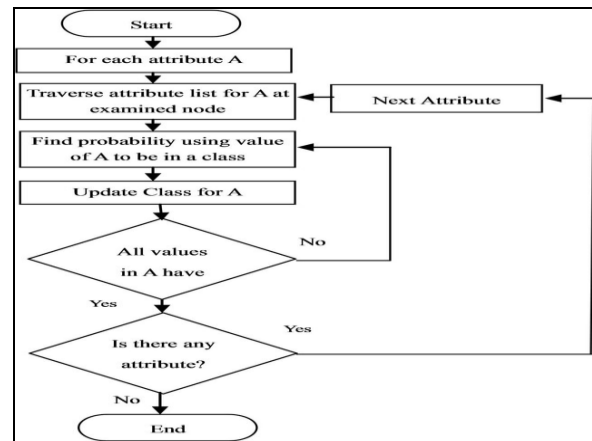 Start
For each attribute A
Traverse attribute list for A at
examined node
Next Attribute
Find probability using value
of A to be in a class
Update Class for A
All values
in A have
No
Yes
Is there any
attribute?
Yes
No
End